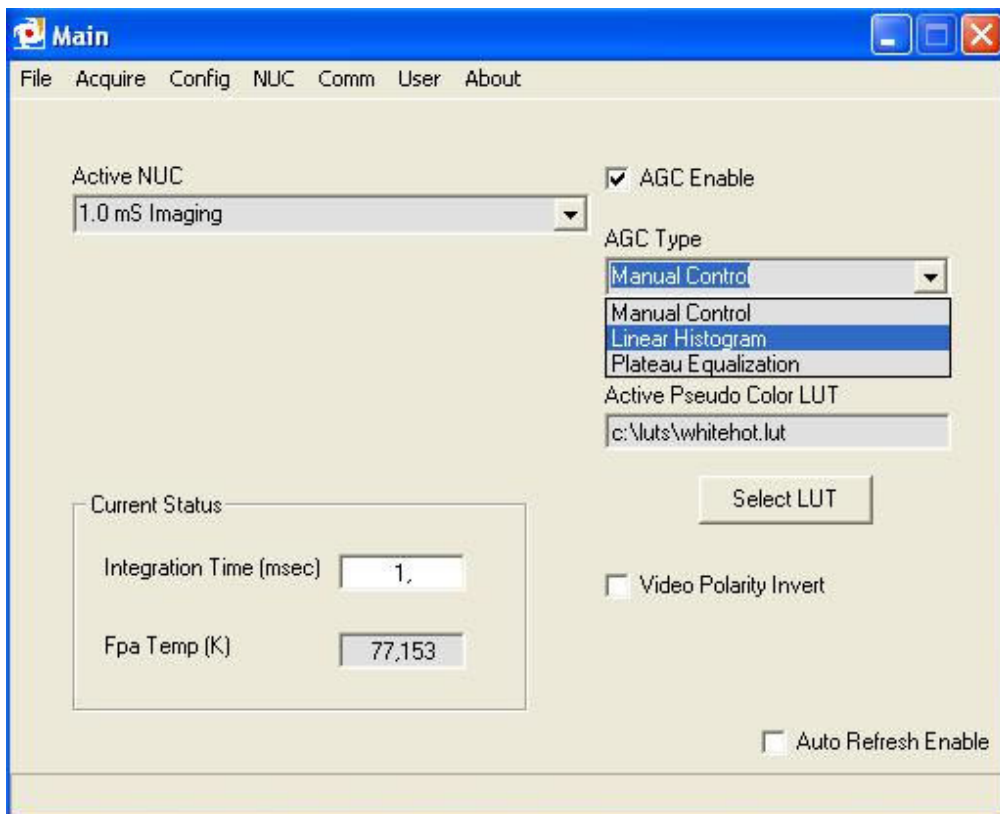 Main
File Acquire Config NUC Comm User About
Active NUC
1.0 mS Imaging
AGC Enable
AGC Type
Manual Control
Manual Control
Linear Histogram
Plateau Equalization
Active Pseudo Color LUT
c:\luts\whitehot.lut
Select LUT
Current Status
Integration Time (msec) 1,
Fpa Temp (K) 77,153
Video Polarity Invert
Auto Refresh Enable